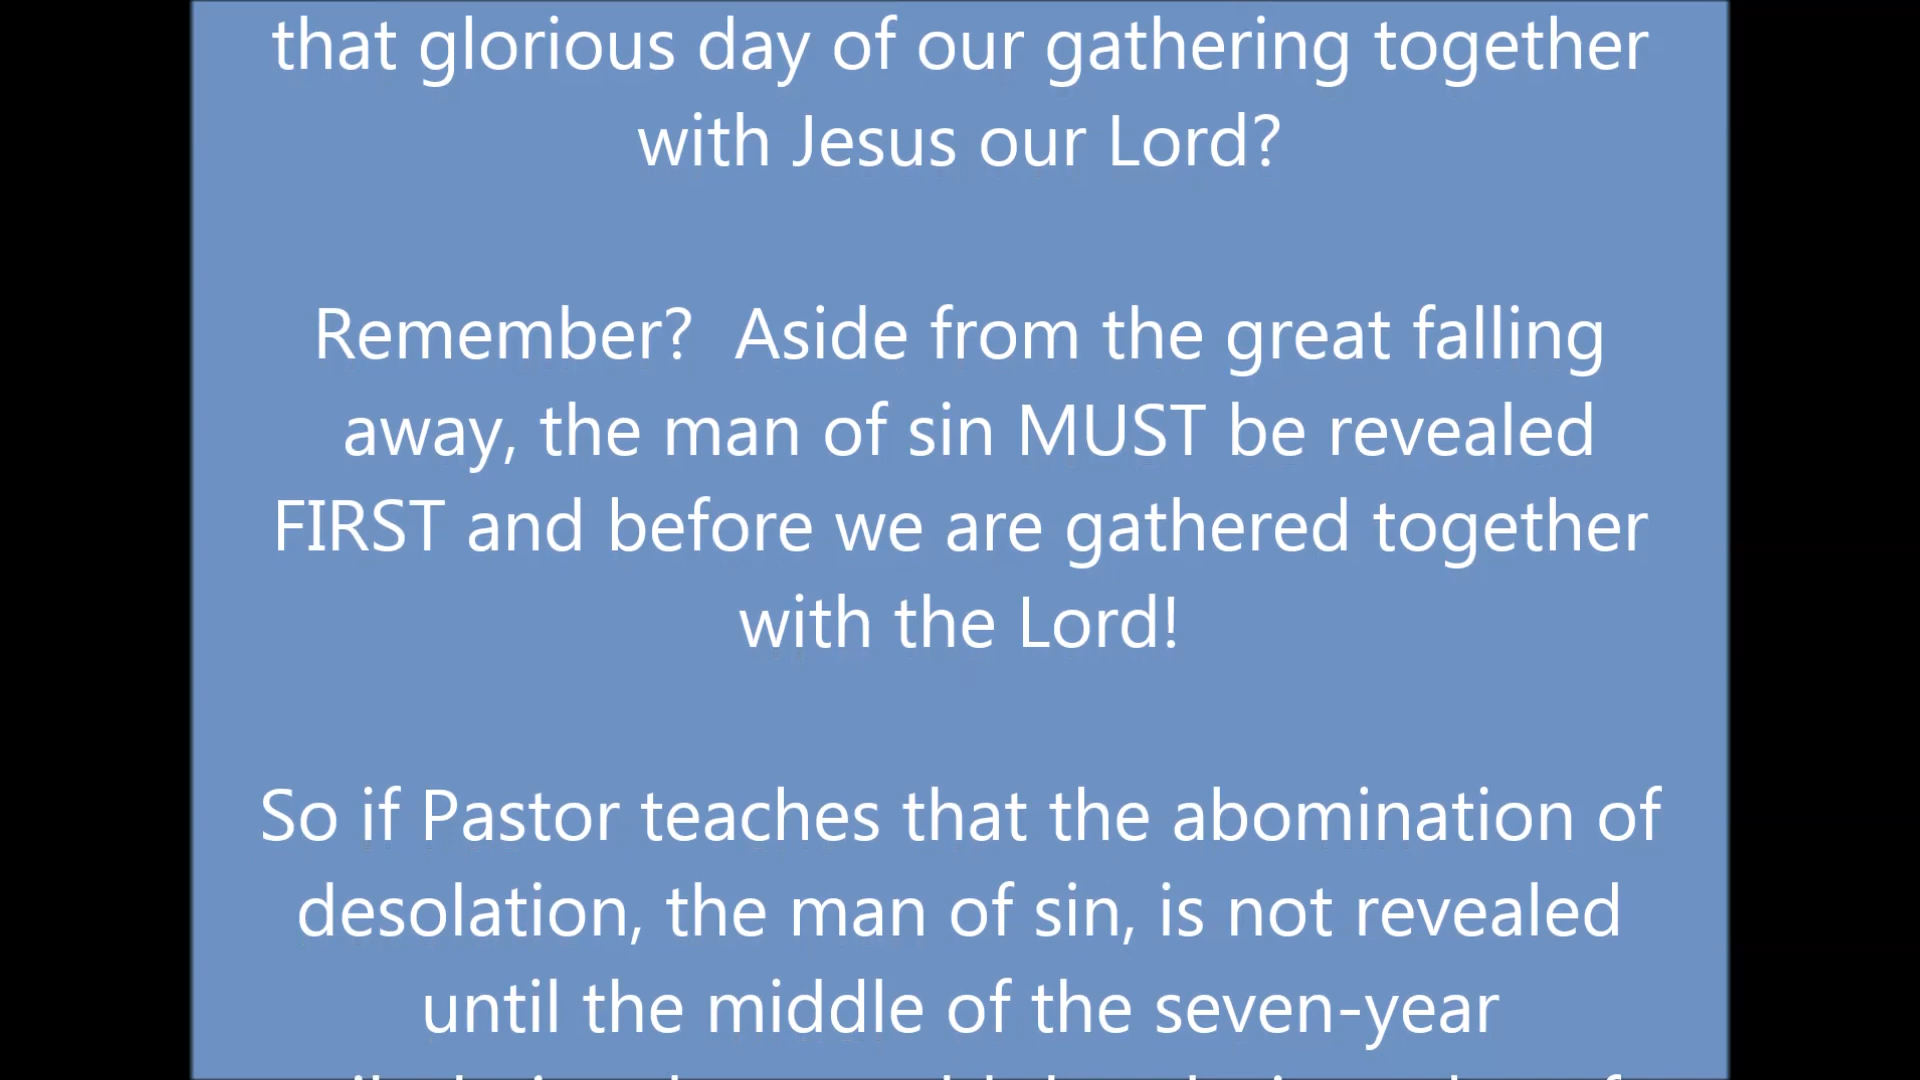 that glorious day of our gathering together
with Jesus our Lord?
Remember?  Aside from the great falling
away, the man of sin MUST be revealed
FIRST and before we are gathered together
with the Lord!
So if Pastor teaches that the abomination of
desolation, the man of sin, is not revealed
until the middle of the seven-year